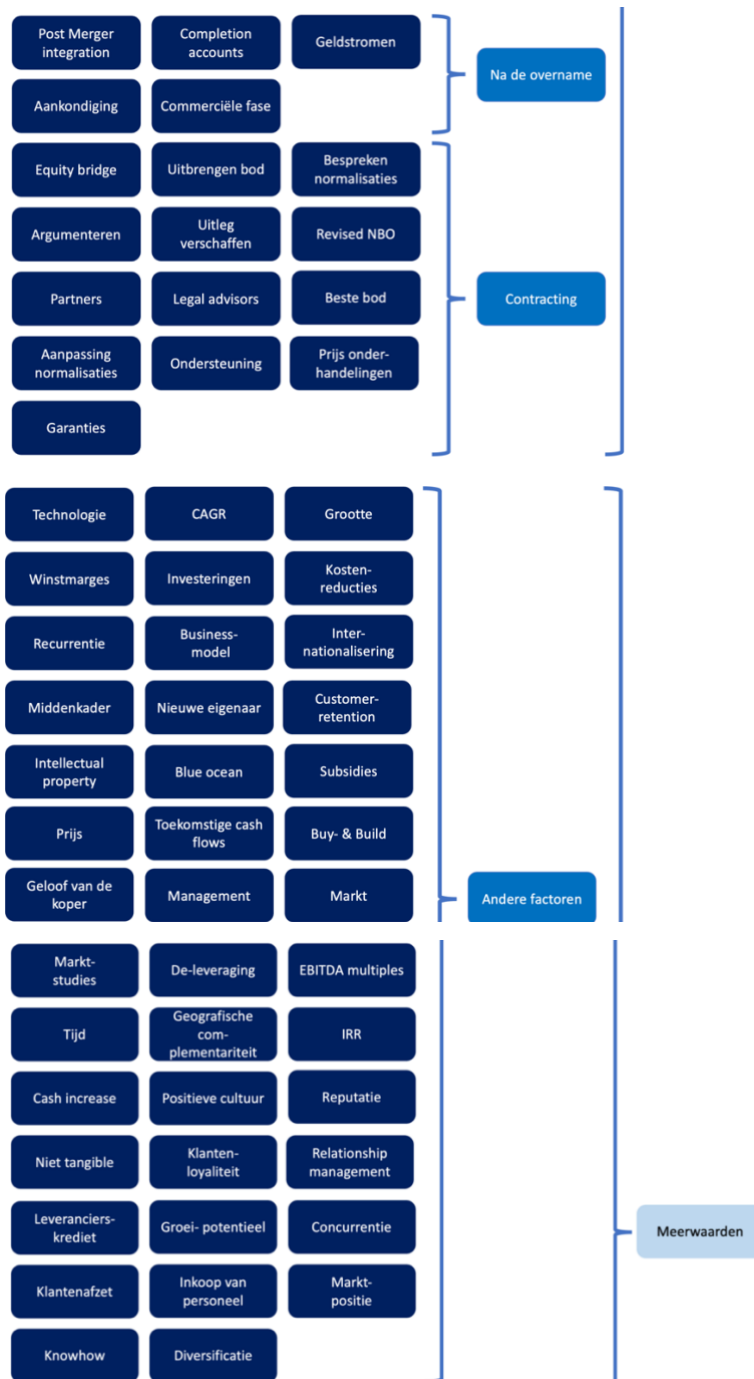 Post Merger
integration
Completion
accounts
Geldstromen
Aankondiging
Commerciële fase
Na de overname
Equity bridge
Uitbrengen bod
Bespreken
normalisaties
Argumenteren
Uitleg
verschaffen
Revised NBO
Partners
Legal advisors
Beste bod
Contracting
Aanpassing
normalisaties
Ondersteuning
Prijs onder-
handelingen
Garanties
Technologie
CAGR
Grootte
Winstmarges
Investeringen
Kosten-
reducties
Recurrentie
Business-
model
Inter-
nationalisering
Middenkader
Nieuwe eigenaar
Customer-
retention
Intellectual
property
Blue ocean
Subsidies
Prijs
Toekomstige cash
flows
Buy- & Build
Geloof van de
koper
Management
Markt
Andere factoren
Markt-
studies
De-leveraging
EBITDA multiples
Tijd
Geografische
com-
plementariteit
IRR
Cash increase
Positieve cultuur
Reputatie
Niet tangible
Klanten-
loyaliteit
Relationship
management
Leveranciers-
krediet
Groei- potentieel
Concurrentie
Meerwaarden
Klantenafzet
Inkoop van
personeel
Markt-
positie
Knowhow
Diversificatie